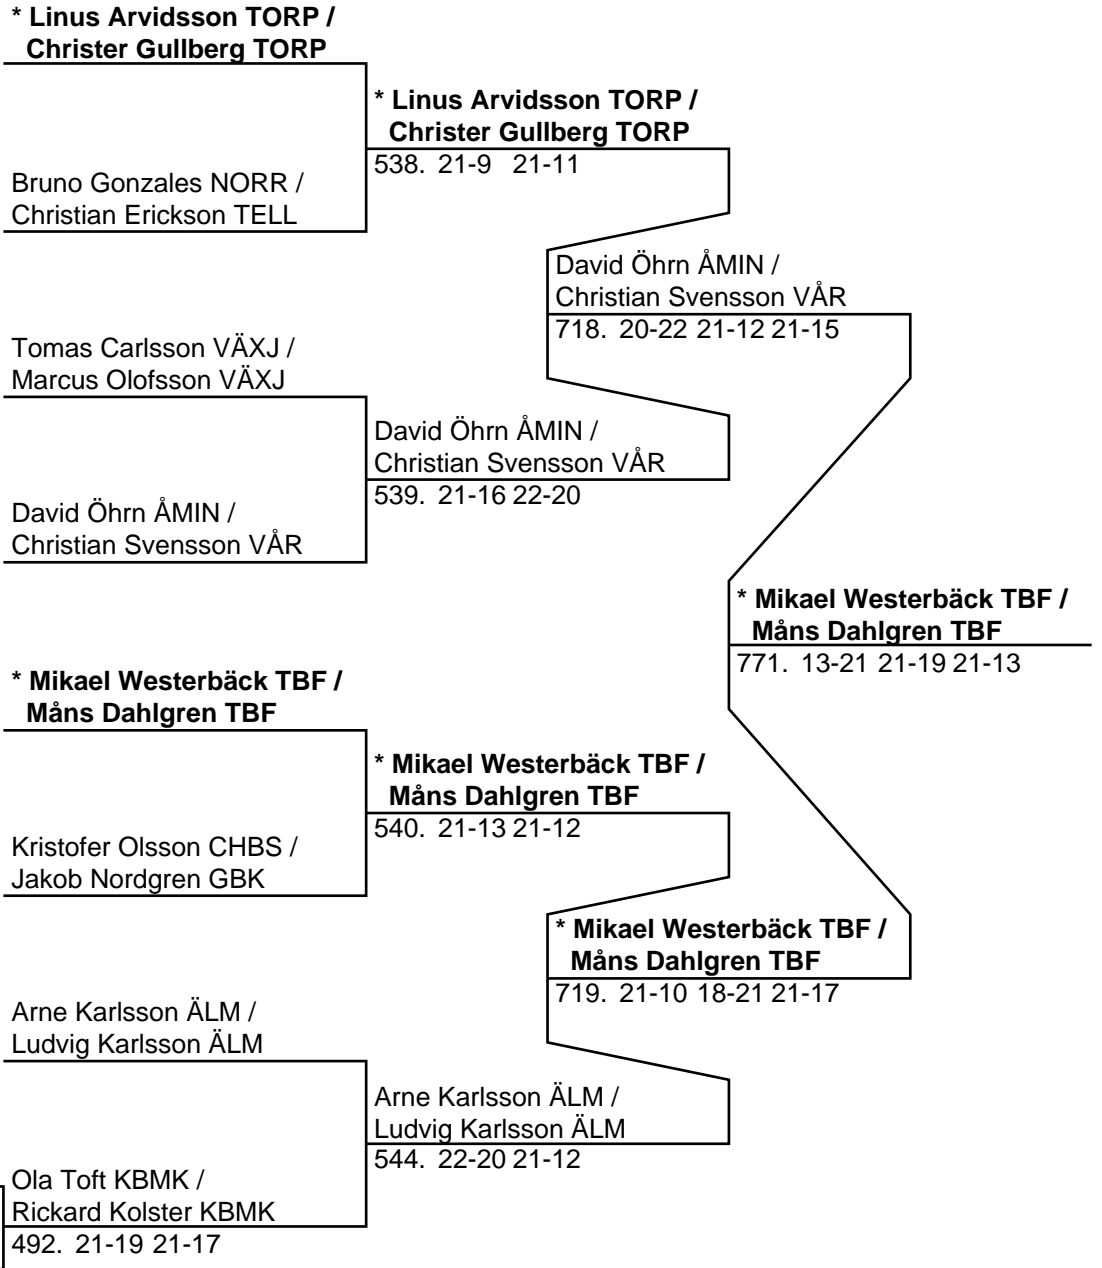 * Linus Arvidsson TORP /
Christer Gullberg TORP
* Linus Arvidsson TORP /
Christer Gullberg TORP
538. 21-9 21-11
Bruno Gonzales NORR /
Christian Erickson TELL
David Öhrn ÅMIN /
Christian Svensson VÅR
718. 20-22 21-12 21-15
Tomas Carlsson VÄXJ /
Marcus Olofsson VÄXJ
David Öhrn ÅMIN /
Christian Svensson VÅR
539. 21-16 22-20
David Öhrn ÅMIN /
Christian Svensson VÅR
* Mikael Westerbäck TBF /
Måns Dahlgren TBF
771. 13-21 21-19 21-13
* Mikael Westerbäck TBF /
Måns Dahlgren TBF
* Mikael Westerbäck TBF /
Måns Dahlgren TBF
540. 21-13 21-12
Kristofer Olsson CHBS /
Jakob Nordgren GBK
* Mikael Westerbäck TBF /
Måns Dahlgren TBF
719. 21-10 18-21 21-17
Arne Karlsson ÄLM /
Ludvig Karlsson ÄLM
Arne Karlsson ÄLM /
Ludvig Karlsson ÄLM
544. 22-20 21-12
Ola Toft KBMK /
Rickard Kolster KBMK
492. 21-19 21-17